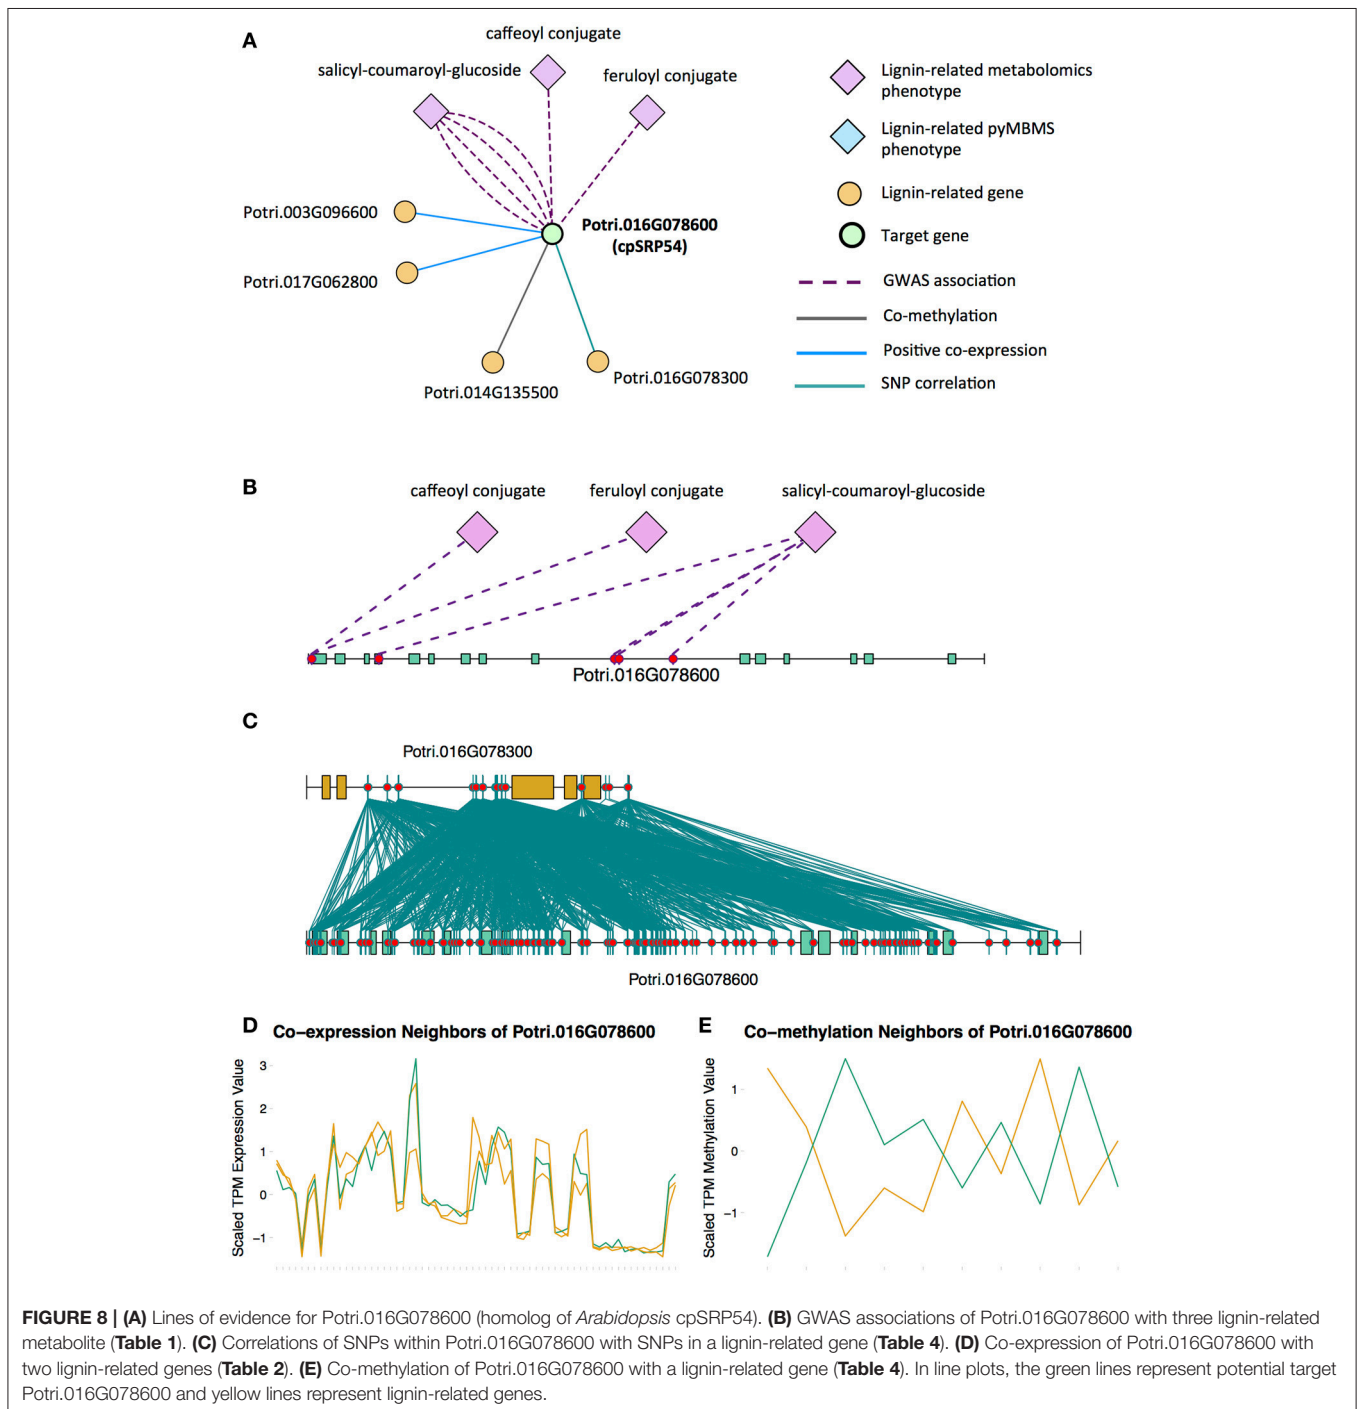 A
caffeoyl conjugate
salicyl-coumaroyl-glucoside
feruloyl conjugate
Lignin-related metabolomics
phenotype
Lignin-related pyMBMS
phenotype
Lignin-related gene
Target gene
GWAS association
Co-methylation
Positive co-expression
SNP correlation
Potri.003G096600
Potri.016G078600
(cpSRP54)
Potri.017G062800
Potri.014G135500
Potri.016G078300
B
caffeoyl conjugate
feruloyl conjugate
salicyl-coumaroyl-glucoside
Potri.016G078600
C
Potri.016G078300
Potri.016G078600
D
Co-expression Neighbors of Potri.016G078600
Scaled TPM Expression Value
3
2
1
0
−1
E
Co-methylation Neighbors of Potri.016G078600
Scaled TPM Methylation Value
1
0
−1
FIGURE 8 | (A) Lines of evidence for Potri.016G078600 (homolog of Arabidopsis cpSRP54). (B) GWAS associations of Potri.016G078600 with three lignin-related
metabolite (Table 1). (C) Correlations of SNPs within Potri.016G078600 with SNPs in a lignin-related gene (Table 4). (D) Co-expression of Potri.016G078600 with
two lignin-related genes (Table 2). (E) Co-methylation of Potri.016G078600 with a lignin-related gene (Table 4). In line plots, the green lines represent potential target
Potri.016G078600 and yellow lines represent lignin-related genes.